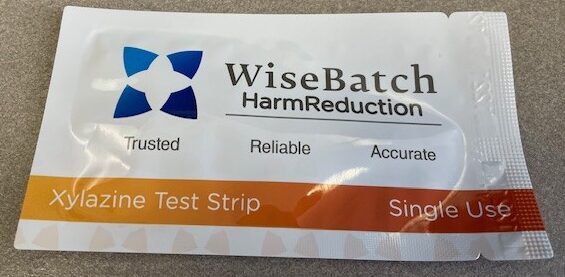 WiseBatch
HarmReduction
Trusted Reliable Accurate
Xylazine Test Strip Single Use